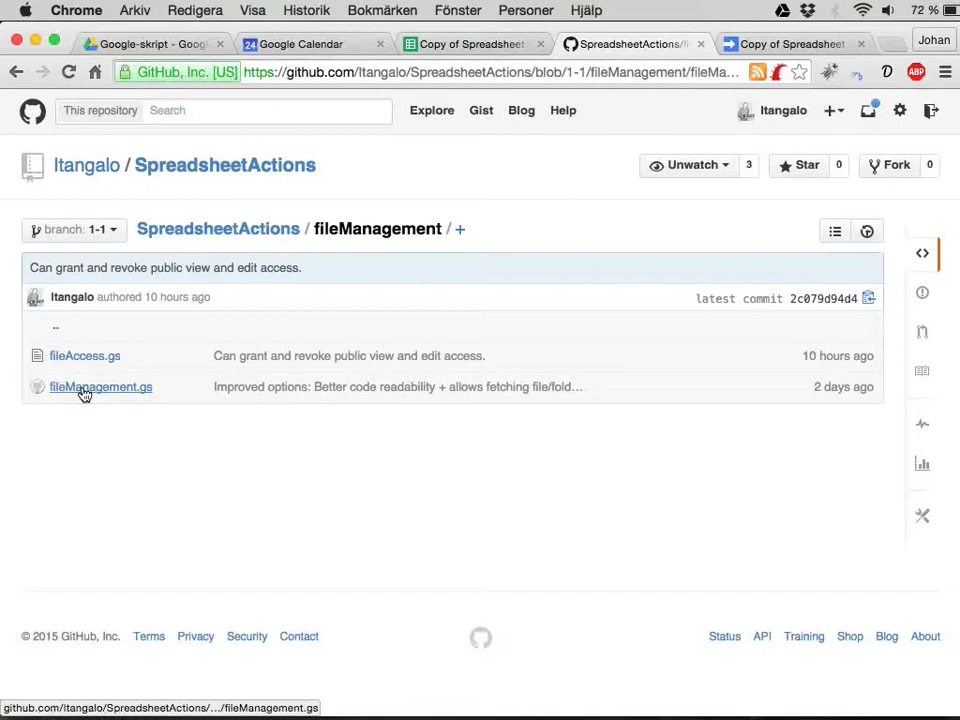 Chrome Arkiv Redigera Visa Historik Bokmärken Fönster Personer Hjälp 72 %
Google-skript - Goog Google Calendar Copy of Spreadsheet SpreadsheetActions/fi Copy of Spreadsheet Johan
GitHub, Inc. [US] https://github.com/Itangalo/SpreadsheetActions/blob/1-1/fileManagement/fileMa... ABP
This repository Search Explore Gist Blog Help Itangalo
Itangalo / SpreadsheetActions Unwatch 3 Star 0 Fork 0
branch: 1-1 SpreadsheetActions / fileManagement / +
Can grant and revoke public view and edit access.
Itangalo authored 10 hours ago latest commit 2c079d94d4
..
fileAccess.gs Can grant and revoke public view and edit access. 10 hours ago
fileManagement.gs Improved options: Better code readability + allows fetching file/fold... 2 days ago
© 2015 GitHub, Inc. Terms Privacy Security Contact Status API Training Shop Blog About
github.com/Itangalo/SpreadsheetActions/.../fileManagement.gs